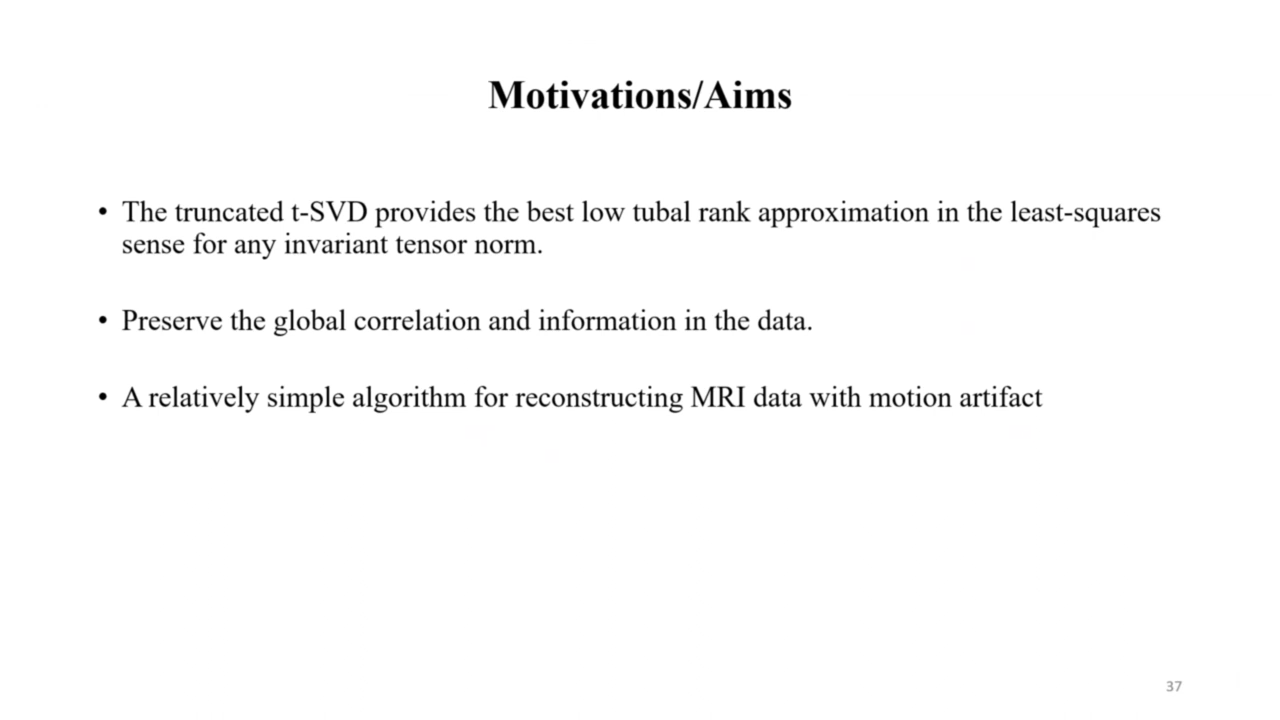 Motivations/Aims
• The truncated t-SVD provides the best low tubal rank approximation in the least-squares
sense for any invariant tensor norm.
• Preserve the global correlation and information in the data.
• A relatively simple algorithm for reconstructing MRI data with motion artifact
37